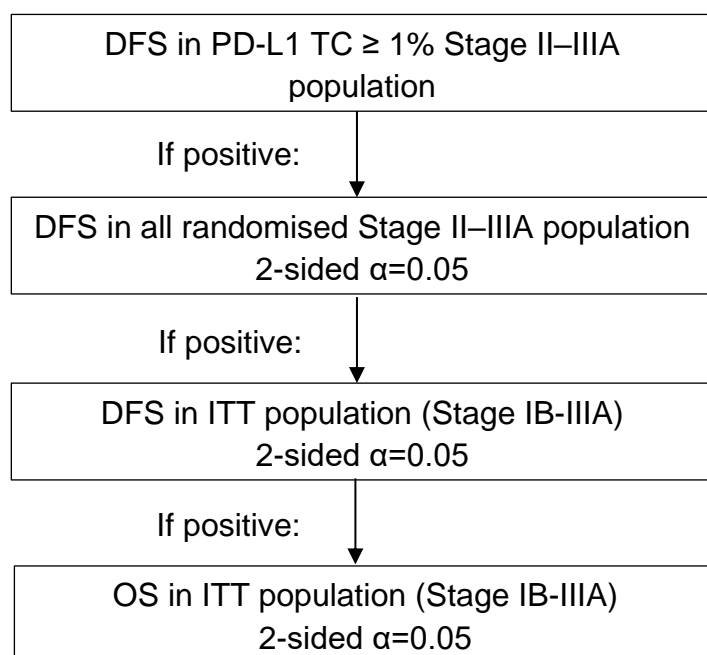 DFS in PD-L1 TC ≥ 1% Stage II–IIIA
population
If positive:
DFS in all randomised Stage II–IIIA population
2-sided α=0.05
If positive:
DFS in ITT population (Stage IB-IIIA)
2-sided α=0.05
If positive:
OS in ITT population (Stage IB-IIIA)
2-sided α=0.05